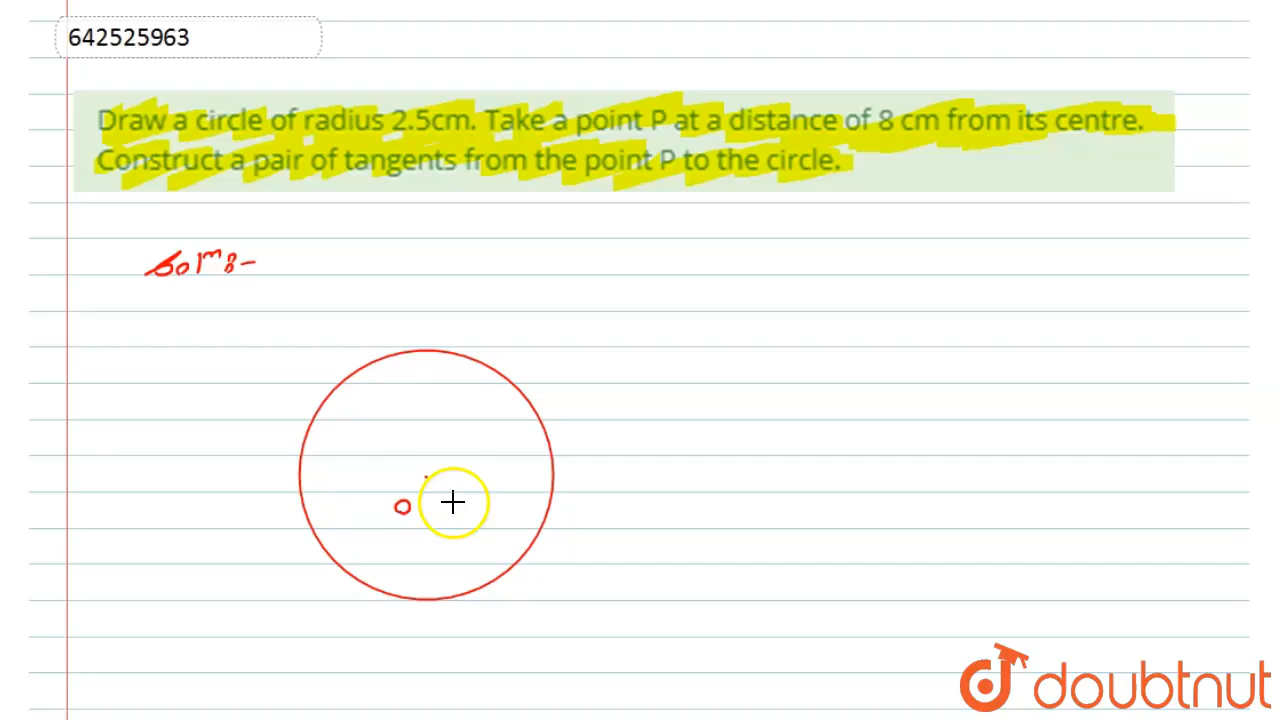 642525963
Draw a circle of radius 2.5cm. Take a point P at a distance of 8 cm from its centre.
Construct a pair of tangents from the point P to the circle.
Solⁿ:-
O
doubtnut